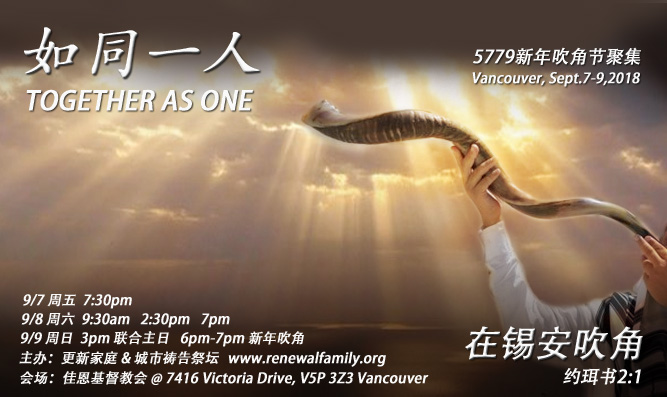 如同一人
TOGETHER AS ONE
5779新年吹角节聚集
Vancouver, Sept.7-9,2018
9/7 周五 7:30pm
9/8 周六 9:30am 2:30pm 7pm
9/9 周日 3pm 联合主日 6pm-7pm 新年吹角
主办：更新家庭 & 城市祷告祭坛 www.renewalfamily.org
会场：佳恩基督教会 @ 7416 Victoria Drive, V5P 3Z3 Vancouver
在锡安吹角
约珥书2:1